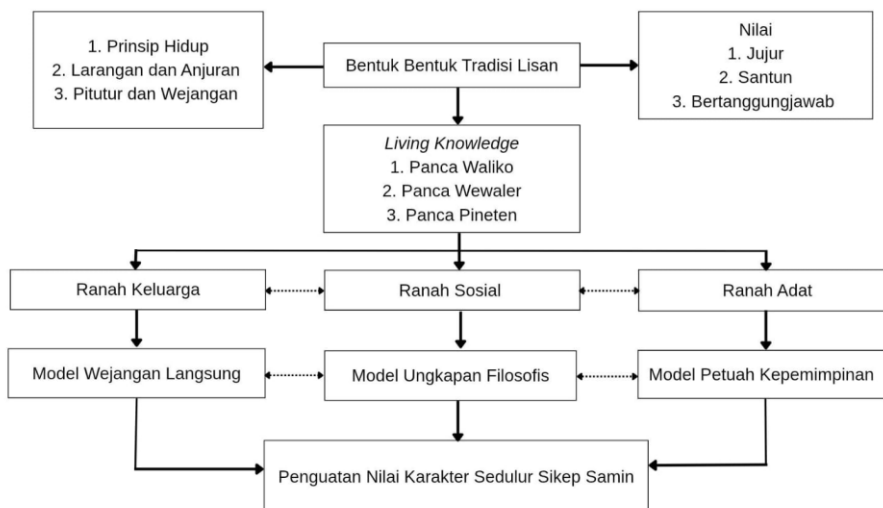 1. Prinsip Hidup
2. Larangan dan Anjuran
3. Pitutur dan Wejangan
Bentuk Bentuk Tradisi Lisan
Nilai
1. Jujur
2. Santun
3. Bertanggungjawab
Living Knowledge
1. Panca Waliko
2. Panca Wewaler
3. Panca Pineten
Ranah Keluarga
Ranah Sosial
Ranah Adat
Model Wejangan Langsung
Model Ungkapan Filosofis
Model Petuah Kepemimpinan
Penguatan Nilai Karakter Sedulur Sikep Samin